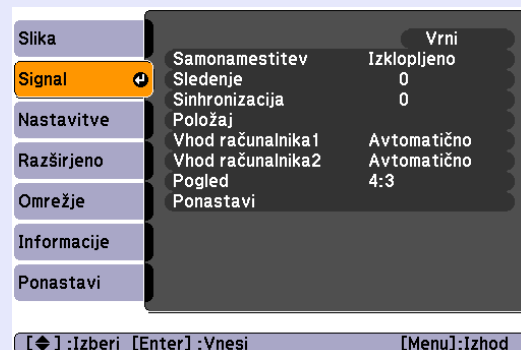 Slika
Signal
Nastavitve
Razširjeno
Omrežje
Informacije
Ponastavi
Vrni
Samonamestitev Izklopljeno
Sledenje 0
Sinhronizacija 0
Položaj
Vhod računalnika1 Avtomatično
Vhod računalnika2 Avtomatično
Pogled 4:3
Ponastavi
[◆] :Izberi [Enter] :Vnesi [Menu]:Izhod